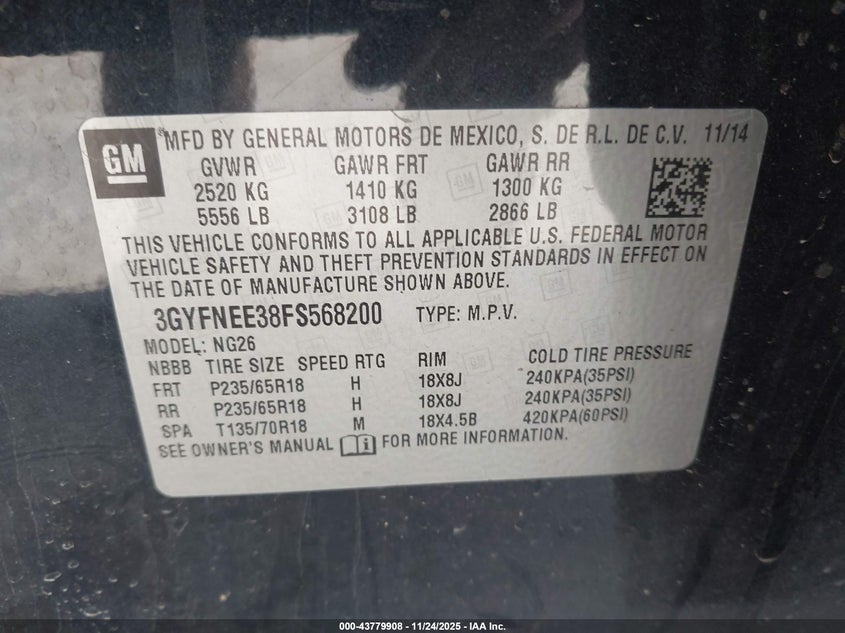 GM
MFD BY GENERAL MOTORS DE MEXICO, S. DE R.L. DE C.V. 11/14
GVWR GAWR FRT GAWR RR
2520 KG 1410 KG 1300 KG
5556 LB 3108 LB 2866 LB
THIS VEHICLE CONFORMS TO ALL APPLICABLE U.S. FEDERAL MOTOR
VEHICLE SAFETY AND THEFT PREVENTION STANDARDS IN EFFECT ON
THE DATE OF MANUFACTURE SHOWN ABOVE.
3GYFNEE38FS568200 TYPE: M.P.V.
MODEL: NG26
NBBB TIRE SIZE SPEED RTG RIM COLD TIRE PRESSURE
FRT P235/65R18 H 18X8J 240KPA(35PSI)
RR P235/65R18 H 18X8J 240KPA(35PSI)
SPA T135/70R18 M 18X4.5B 420KPA(60PSI)
SEE OWNER'S MANUAL FOR MORE INFORMATION.
000-43779908 - 11/24/2025 - IAA Inc.